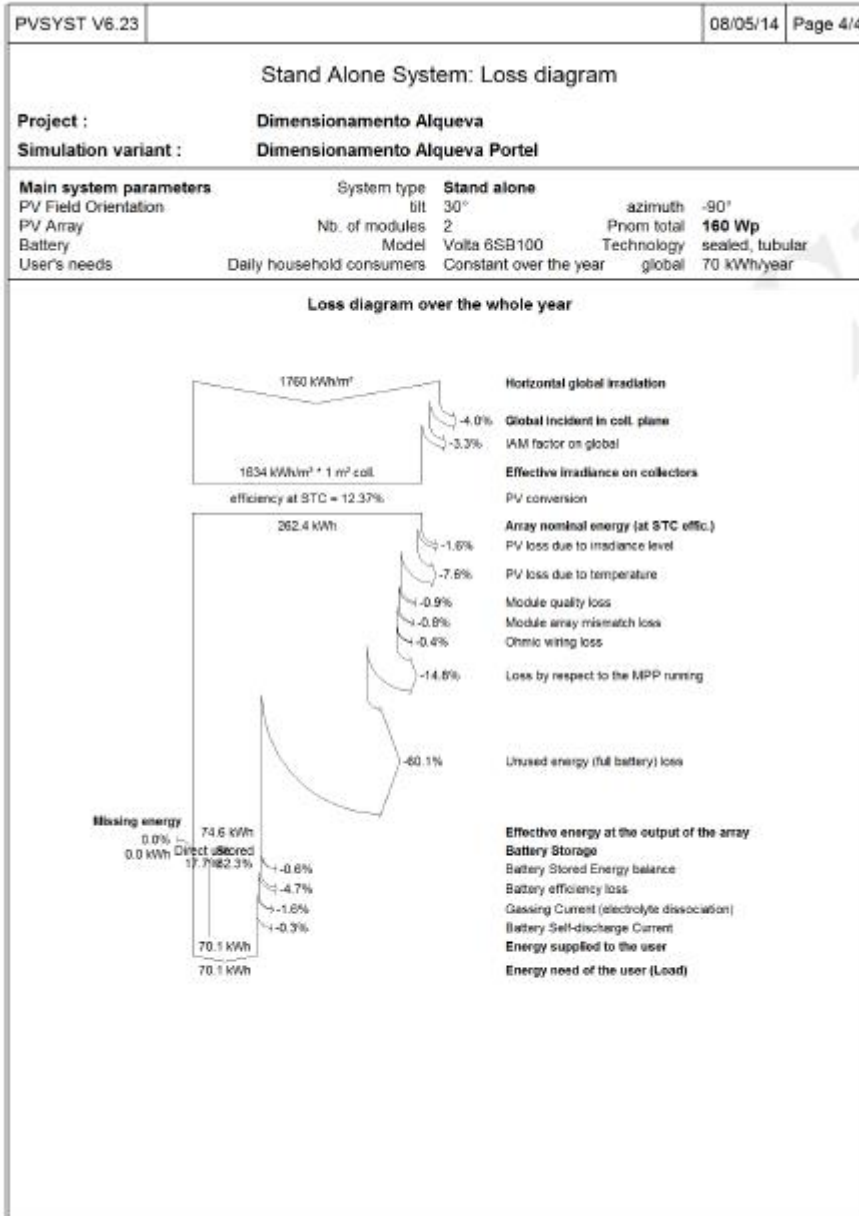 PVSYST V6.23 08/05/14 Page 4/4
Stand Alone System: Loss diagram
Project : Dimensionamento Alqueva
Simulation variant : Dimensionamento Alqueva Portel
Main system parameters System type Stand alone
PV Field Orientation tilt 30° azimuth -90°
PV Array Nb. of modules 2 Pnom total 160 Wp
Battery Model Volta 6SB100 Technology sealed, tubular
User's needs Daily household consumers Constant over the year global 70 kWh/year
Loss diagram over the whole year
1760 kWh/m² Horizontal global irradiation
-4.0% Global incident in coll. plane
-3.3% IAM factor on global
1634 kWh/m² * 1 m² coll. Effective irradiance on collectors
efficiency at STC = 12.37% PV conversion
262.4 kWh Array nominal energy (at STC effic.)
-1.6% PV loss due to irradiance level
-7.6% PV loss due to temperature
-0.9% Module quality loss
-0.8% Module array mismatch loss
-0.4% Ohmic wiring loss
-14.8% Loss by respect to the MPP running
-60.1% Unused energy (full battery) loss
Missing energy
74.6 kWh Effective energy at the output of the array
0.0%
0.0 kWh Direct use Stored Battery Storage
17.7% 82.3% -0.6% Battery Stored Energy balance
-4.7% Battery efficiency loss
-1.6% Gassing Current (electrolyte dissociation)
-0.3% Battery Self-discharge Current
70.1 kWh Energy supplied to the user
70.1 kWh Energy need of the user (Load)